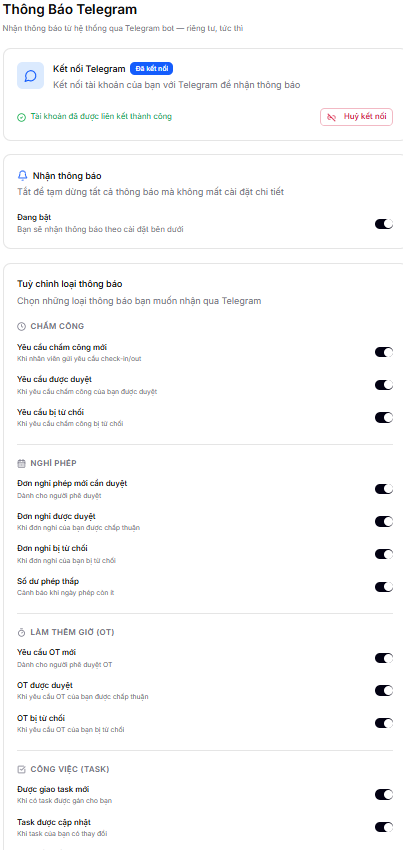 Thông Báo Telegram
Nhận thông báo từ hệ thống qua Telegram bot — riêng tư, tức thì
Kết nối Telegram Đã kết nối
Kết nối tài khoản của bạn với Telegram để nhận thông báo
Tài khoản đã được liên kết thành công
Huỷ kết nối
Nhận thông báo
Tắt để tạm dừng tất cả thông báo mà không mất cài đặt chi tiết
Đang bật
Bạn sẽ nhận thông báo theo cài đặt bên dưới
Tuỳ chỉnh loại thông báo
Chọn những loại thông báo bạn muốn nhận qua Telegram
CHẤM CÔNG
Yêu cầu chấm công mới
Khi nhân viên gửi yêu cầu check-in/out
Yêu cầu được duyệt
Khi yêu cầu chấm công của bạn được duyệt
Yêu cầu bị từ chối
Khi yêu cầu chấm công bị từ chối
NGHỈ PHÉP
Đơn nghỉ phép mới cần duyệt
Dành cho người phê duyệt
Đơn nghỉ được duyệt
Khi đơn nghỉ của bạn được chấp thuận
Đơn nghỉ bị từ chối
Khi đơn nghỉ của bạn bị từ chối
Số dư phép thấp
Cảnh báo khi ngày phép còn ít
LÀM THÊM GIỜ (OT)
Yêu cầu OT mới
Dành cho người phê duyệt OT
OT được duyệt
Khi yêu cầu OT của bạn được chấp thuận
OT bị từ chối
Khi yêu cầu OT của bạn bị từ chối
CÔNG VIỆC (TASK)
Được giao task mới
Khi có task được gán cho bạn
Task được cập nhật
Khi task của bạn có thay đổi